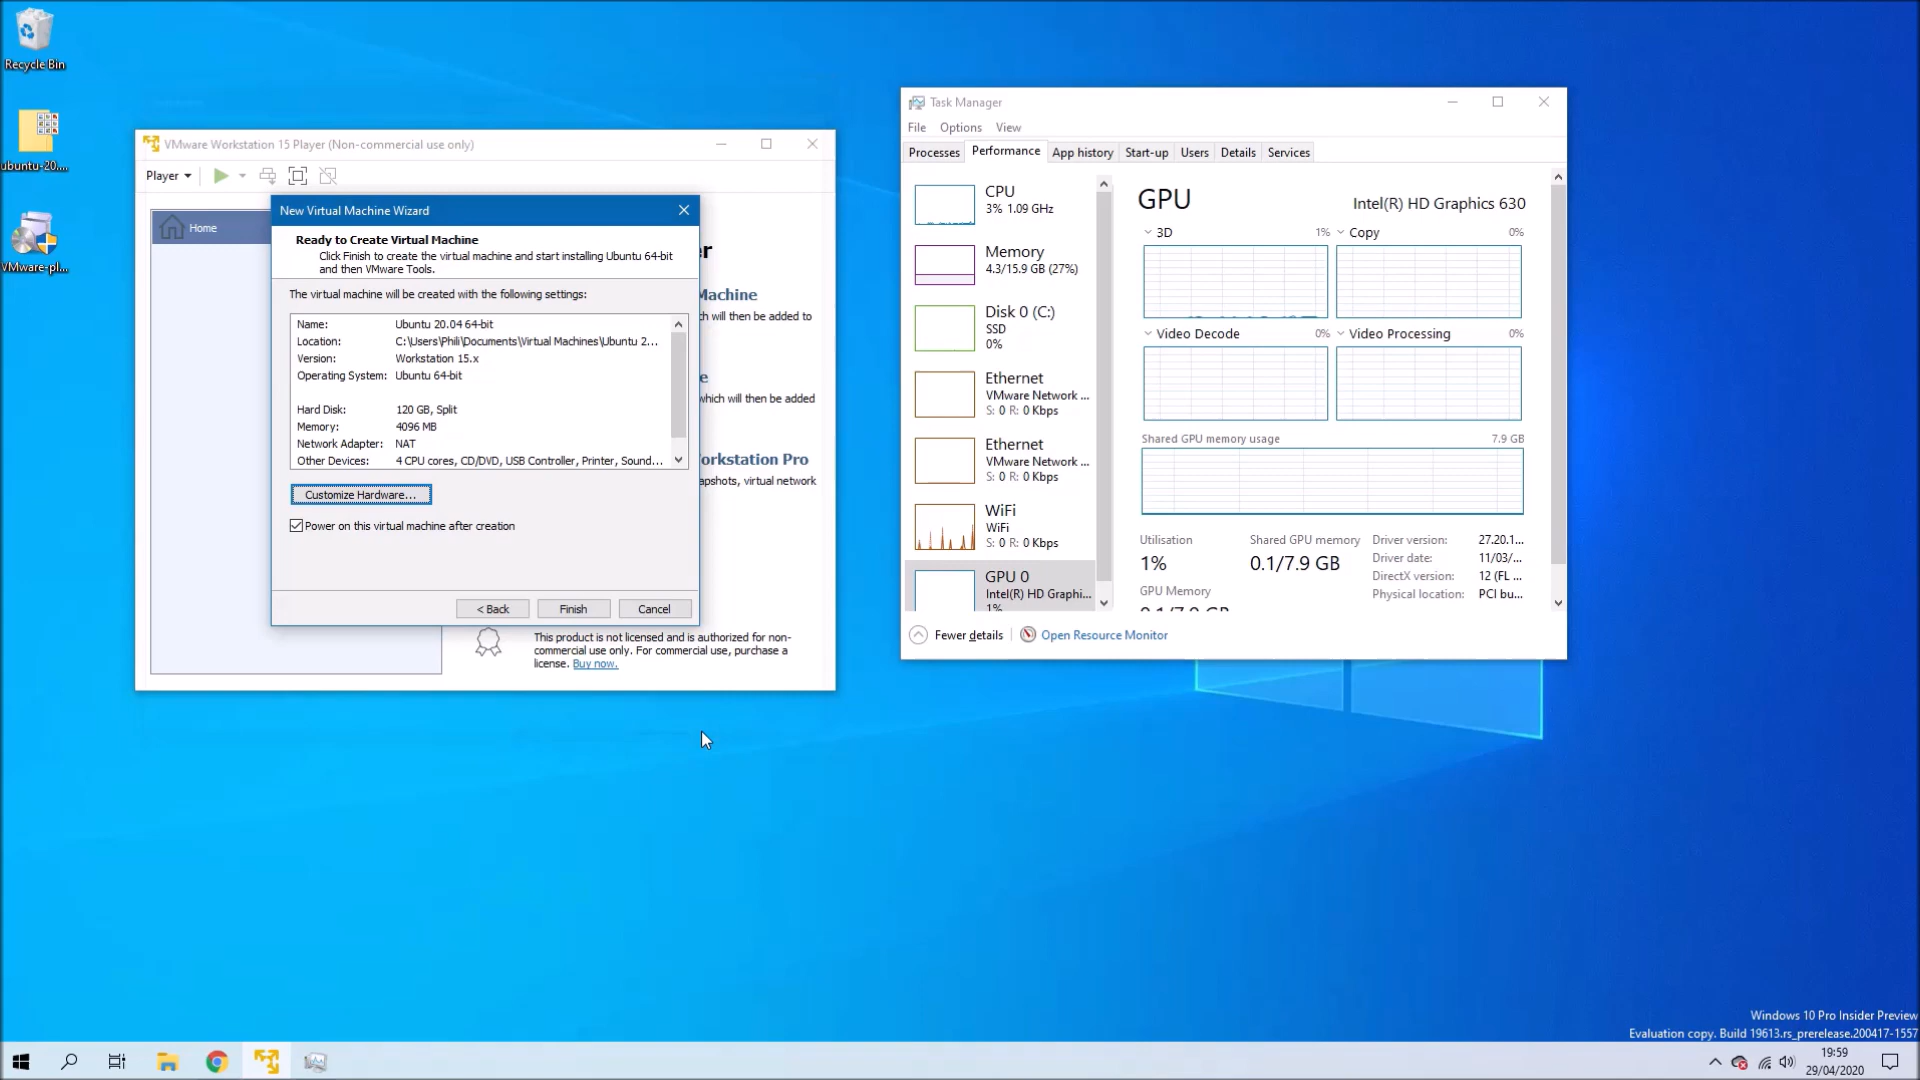 Recycle Bin
ubuntu-20....
VMware-pl...
VMware Workstation 15 Player (Non-commercial use only)
Player
Home
New Virtual Machine Wizard
Ready to Create Virtual Machine
Click Finish to create the virtual machine and start installing Ubuntu 64-bit
and then VMware Tools.
The virtual machine will be created with the following settings:
Name: Ubuntu 20.04 64-bit
Location: C:\Users\Phili\Documents\Virtual Machines\Ubuntu 2...
Version: Workstation 15.x
Operating System: Ubuntu 64-bit
Hard Disk: 120 GB, Split
Memory: 4096 MB
Network Adapter: NAT
Other Devices: 4 CPU cores, CD/DVD, USB Controller, Printer, Sound...
Customize Hardware...
Power on this virtual machine after creation
< Back
Finish
Cancel
r
Machine
ch will then be added to
e
which will then be added
orkstation Pro
apshots, virtual network
This product is not licensed and is authorized for non-
commercial use only. For commercial use, purchase a
license. Buy now.
Task Manager
File Options View
Processes Performance App history Start-up Users Details Services
CPU
3% 1.09 GHz
Memory
4.3/15.9 GB (27%)
Disk 0 (C:)
SSD
0%
Ethernet
VMware Network ...
S: 0 R: 0 Kbps
Ethernet
VMware Network ...
S: 0 R: 0 Kbps
WiFi
WiFi
S: 0 R: 0 Kbps
GPU 0
Intel(R) HD Graphi...
1%
GPU Intel(R) HD Graphics 630
3D 1% Copy 0%
Video Decode 0% Video Processing 0%
Shared GPU memory usage 7.9 GB
Utilisation
1%
Shared GPU memory
0.1/7.9 GB
GPU Memory
0.1/7.9 GB
Driver version: 27.20.1...
Driver date: 11/03/...
DirectX version: 12 (FL ...
Physical location: PCI bu...
Fewer details
Open Resource Monitor
Windows 10 Pro Insider Preview
Evaluation copy. Build 19613.rs_prerelease.200417-1557
19:59
29/04/2020